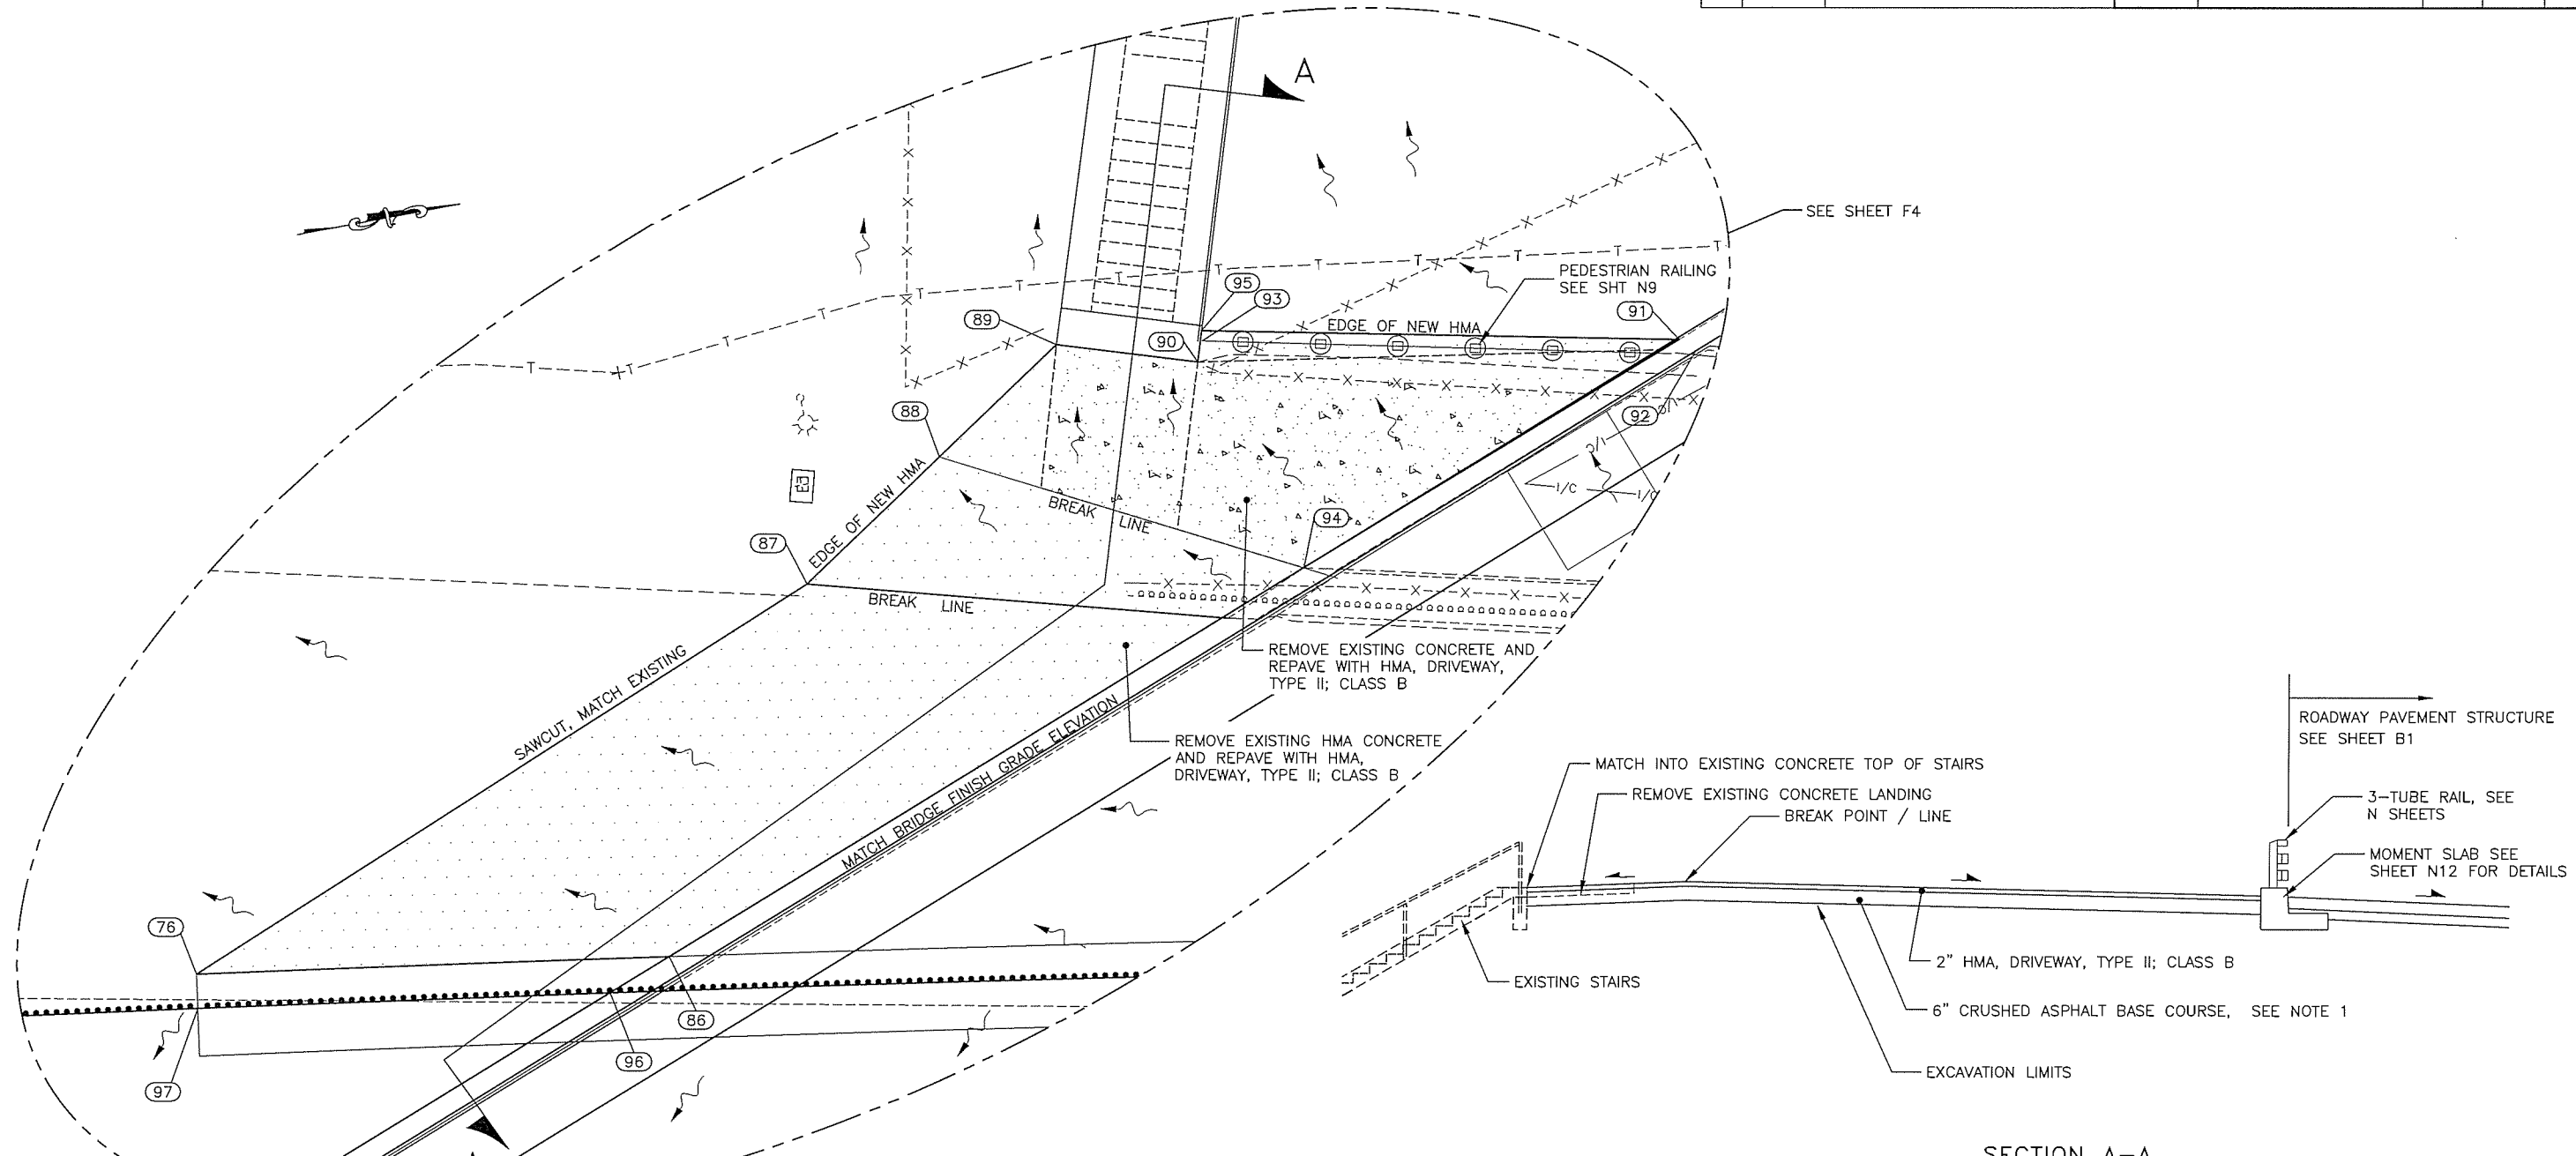 A
SEE SHEET F4
PEDESTRIAN RAILING
SEE SHT N9
95
93
91
EDGE OF NEW HMA
89
90
88
92
EDGE OF NEW HMA
BREAK LINE
94
87
BREAK LINE
SAWCUT, MATCH EXISTING
REMOVE EXISTING CONCRETE AND
REPAVE WITH HMA, DRIVEWAY,
TYPE II; CLASS B
MATCH BRIDGE FINISH GRADE ELEVATION
REMOVE EXISTING HMA CONCRETE
AND REPAVE WITH HMA,
DRIVEWAY, TYPE II; CLASS B
76
86
96
97
ROADWAY PAVEMENT STRUCTURE
SEE SHEET B1
MATCH INTO EXISTING CONCRETE TOP OF STAIRS
REMOVE EXISTING CONCRETE LANDING
BREAK POINT / LINE
3-TUBE RAIL, SEE
N SHEETS
MOMENT SLAB SEE
SHEET N12 FOR DETAILS
EXISTING STAIRS
2" HMA, DRIVEWAY, TYPE II; CLASS B
6" CRUSHED ASPHALT BASE COURSE, SEE NOTE 1
EXCAVATION LIMITS
SECTION A-A